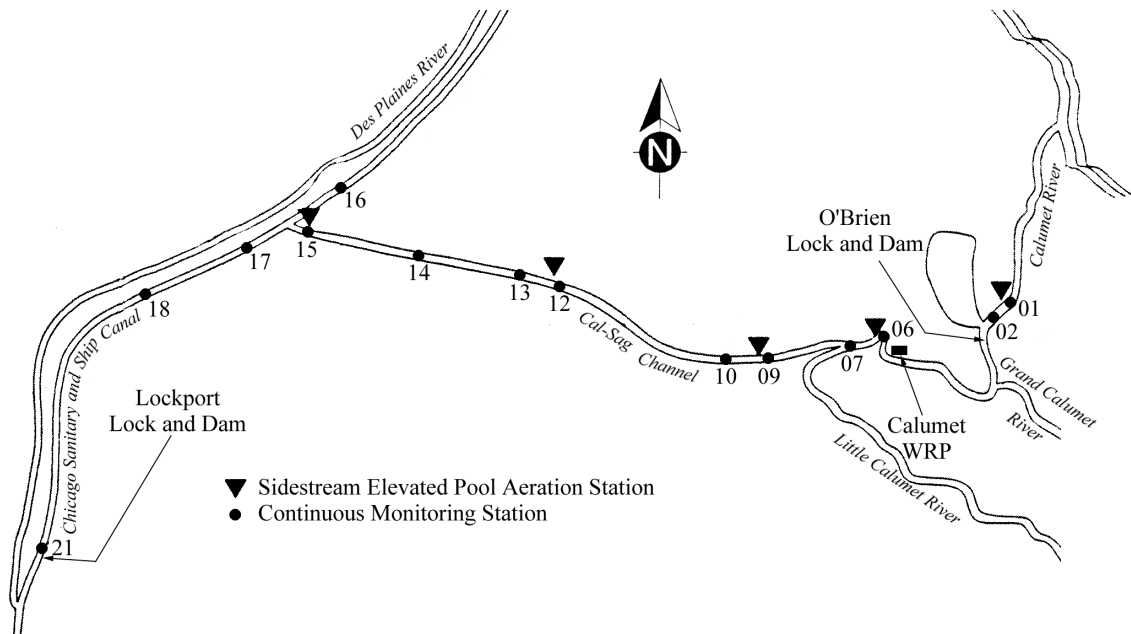 Des Plaines River
N
16
15
17
14
18
13
12
O'Brien
Lock and Dam
Calumet River
01
02
06
07
09
10
Cal-Sag Channel
Grand Calumet
River
Calumet
WRP
Little Calumet River
Chicago Sanitary and Ship Canal
Lockport
Lock and Dam
Sidestream Elevated Pool Aeration Station
Continuous Monitoring Station
21